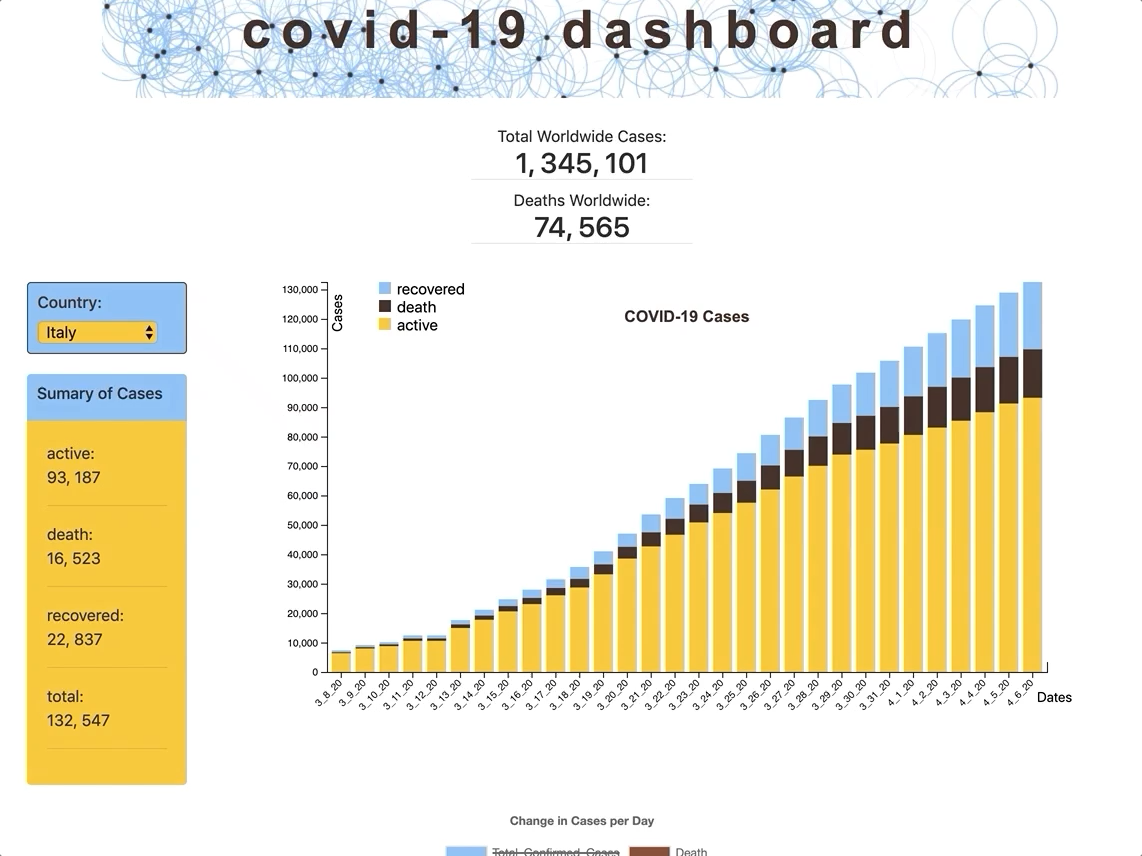 covid-19 dashboard
Total Worldwide Cases:
1, 345, 101
Deaths Worldwide:
74, 565
Country:
Italy
Sumary of Cases
active:
93, 187
death:
16, 523
recovered:
22, 837
total:
132, 547
COVID-19 Cases
recovered
death
active
Cases
130,000
120,000
110,000
100,000
90,000
80,000
70,000
60,000
50,000
40,000
30,000
20,000
10,000
0
3_8_20
3_9_20
3_10_20
3_11_20
3_12_20
3_13_20
3_14_20
3_15_20
3_16_20
3_17_20
3_18_20
3_19_20
3_20_20
3_21_20
3_22_20
3_23_20
3_24_20
3_25_20
3_26_20
3_27_20
3_28_20
3_29_20
3_30_20
3_31_20
4_1_20
4_2_20
4_3_20
4_4_20
4_5_20
4_6_20
Dates
Change in Cases per Day
Total Confirmed Cases
Death